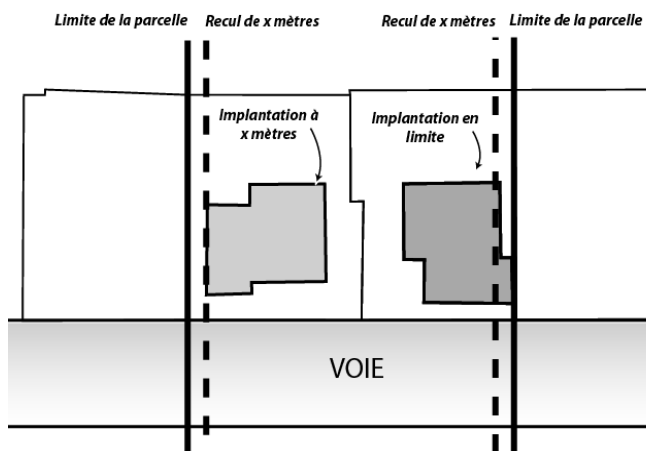 Limite de la parcelle Recul de x mètres Recul de x mètres Limite de la parcelle
Implantation à
x mètres
Implantation en
limite
VOIE